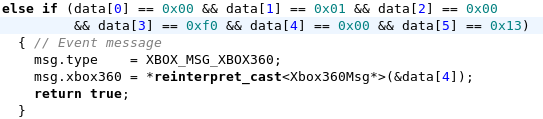 else if (data[0] == 0x00 && data[1] == 0x01 && data[2] == 0x00
         && data[3] == 0xf0 && data[4] == 0x00 && data[5] == 0x13)
  { // Event message
    msg.type    = XBOX_MSG_XBOX360;
    msg.xbox360 = *reinterpret_cast<Xbox360Msg*>(&data[4]);
    return true;
  }